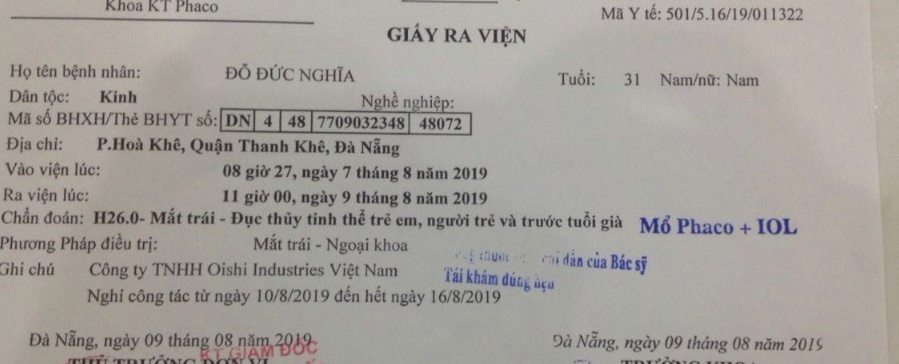 Khoa KT Phaco
Mã Y tế: 501/5.16/19/011322
GIẤY RA VIỆN
Họ tên bệnh nhân: ĐỖ ĐỨC NGHĨA Tuổi: 31 Nam/nữ: Nam
Dân tộc: Kinh Nghề nghiệp:
Mã số BHXH/Thẻ BHYT số: DN 4 48 7709032348 48072
Địa chỉ: P.Hoà Khê, Quận Thanh Khê, Đà Nẵng
Vào viện lúc: 08 giờ 27, ngày 7 tháng 8 năm 2019
Ra viện lúc: 11 giờ 00, ngày 9 tháng 8 năm 2019
Chẩn đoán: H26.0- Mắt trái - Đục thủy tinh thể trẻ em, người trẻ và trước tuổi già Mổ Phaco + IOL
Phương Pháp điều trị: Mắt trái - Ngoại khoa
chỉ dẫn của Bác sỹ
Ghi chú Công ty TNHH Oishi Industries Việt Nam
Tái khám đúng hẹn
Nghỉ công tác từ ngày 10/8/2019 đến hết ngày 16/8/2019
Đà Nẵng, ngày 09 tháng 08 năm 2019 Đà Nẵng, ngày 09 tháng 08 năm 2019
KT GIÁM ĐỐC
THỦ TRƯỞNG ĐƠN VỊ TRƯỞNG KHOA